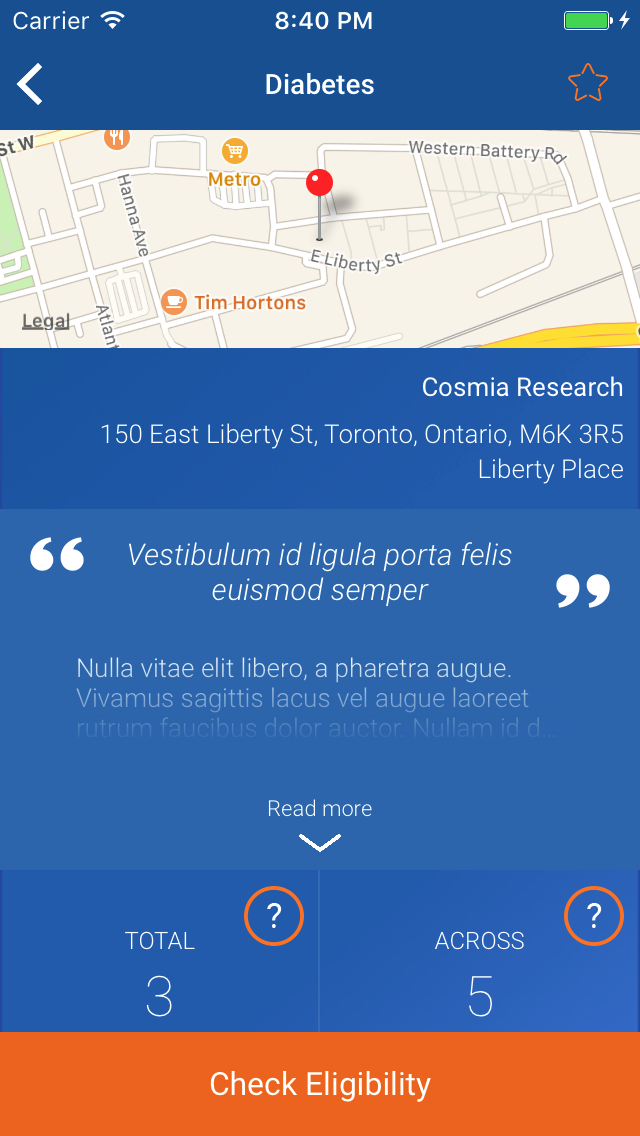 Carrier 8:40 PM
Diabetes
St W
Western Battery Rd
Metro
Hanna Ave
E Liberty St
Tim Hortons
Legal
Atlant
Cosmia Research
150 East Liberty St, Toronto, Ontario, M6K 3R5
Liberty Place
“ Vestibulum id ligula porta felis
euismod semper ”
Nulla vitae elit libero, a pharetra augue.
Vivamus sagittis lacus vel augue laoreet
rutrum faucibus dolor auctor. Nullam id d...
Read more
? ?
TOTAL ACROSS
3 5
Check Eligibility